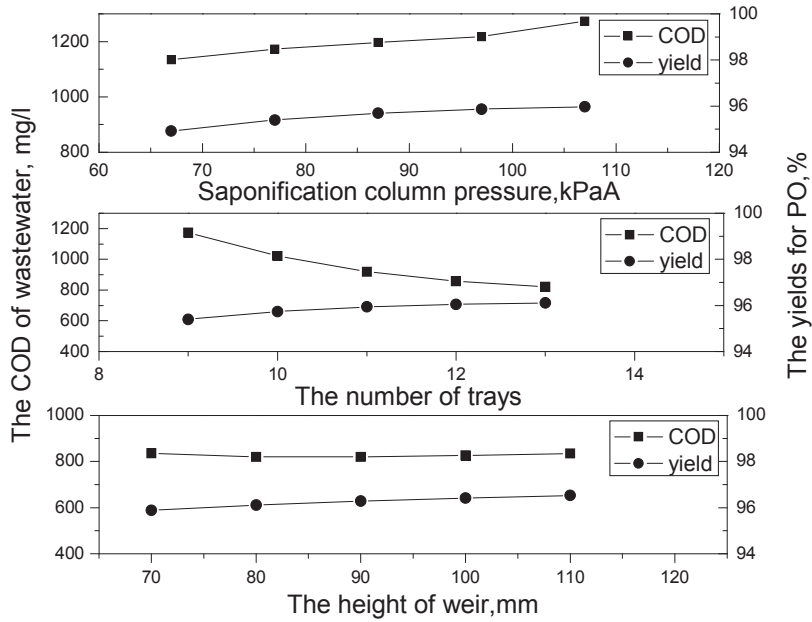 The COD of wastewater, mg/l
The yields for PO,%
1200
1000
800
100
98
96
94
COD
yield
60 70 80 90 100 110 120
Saponification column pressure,kPaA
1200
1000
800
600
400
100
98
96
94
COD
yield
8 10 12 14
The number of trays
1000
800
600
400
100
98
96
94
COD
yield
70 80 90 100 110 120
The height of weir,mm